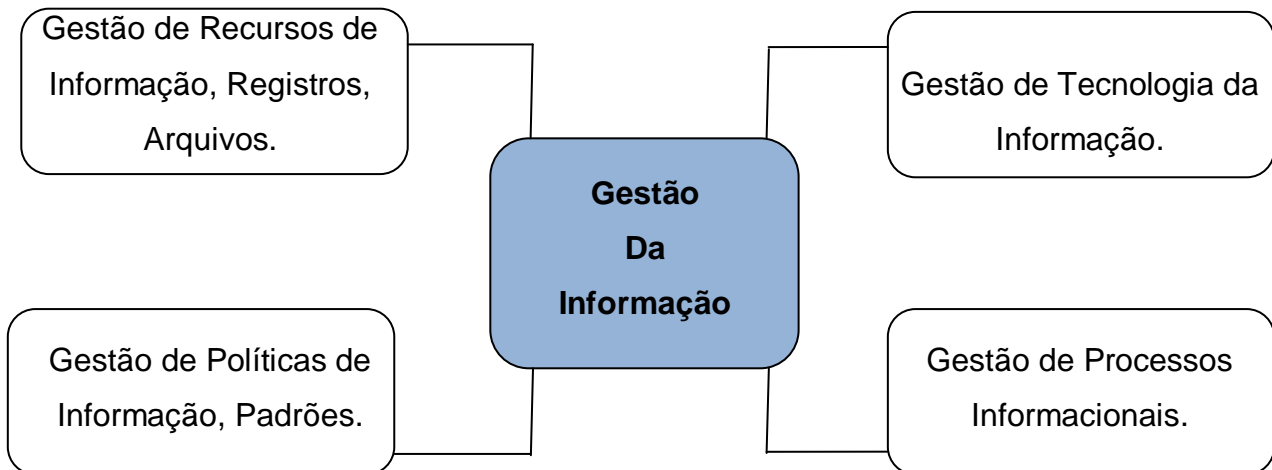 Gestão de Recursos de
Informação, Registros,
Arquivos.
Gestão de Tecnologia da
Informação.
Gestão
Da
Informação
Gestão de Políticas de
Informação, Padrões.
Gestão de Processos
Informacionais.